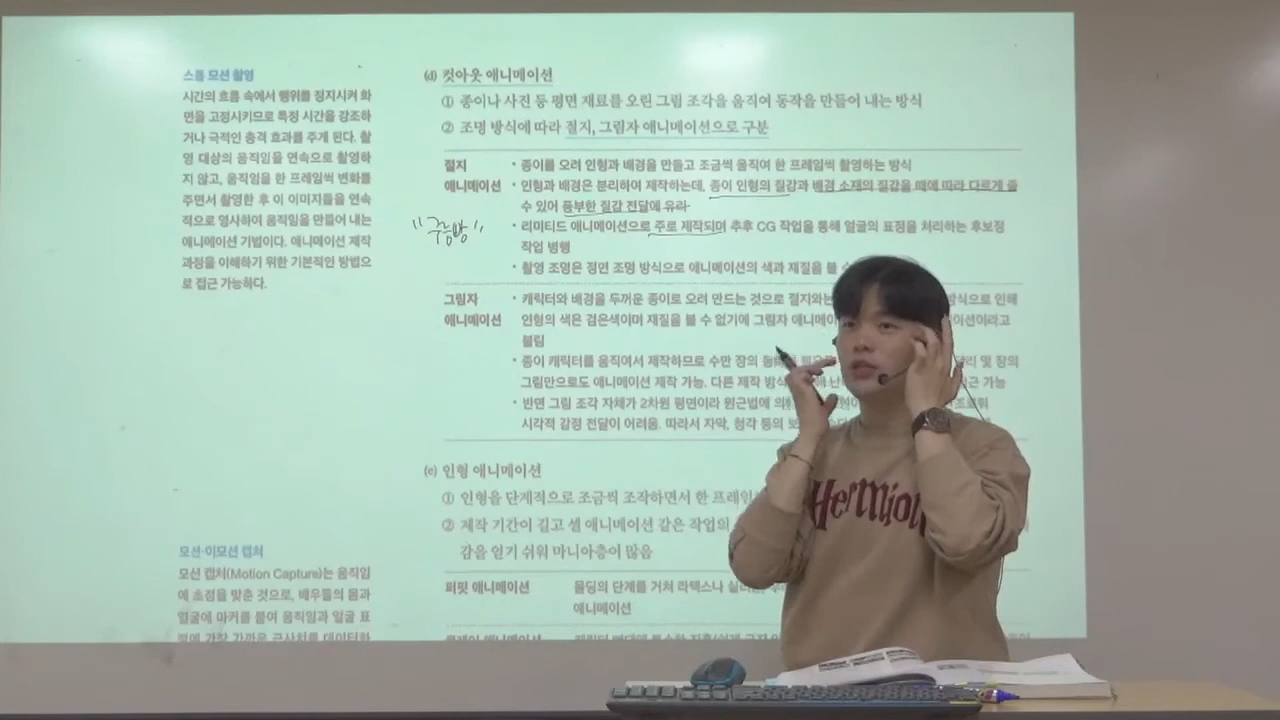 스톱 모션 촬영
시간의 흐름 속에서 행위를 정지시켜 화
면을 고정시키므로 특정 시간을 강조하
거나 극적인 충격 효과를 주게 된다. 촬
영 대상의 움직임을 연속으로 촬영하
지 않고, 움직임을 한 프레임씩 변화를
주면서 촬영한 후 이 이미지들을 연속
적으로 영사하여 움직임을 만들어 내는
애니메이션 기법이다. 애니메이션 제작
과정을 이해하기 위한 기본적인 방법으
로 접근 가능하다.
모션·이모션 캡처
모션 캡처(Motion Capture)는 움직임
에 초점을 맞춘 것으로, 배우들의 몸과
얼굴에 마커를 붙여 움직임과 얼굴 표
정에 가장 가까운 근사치를 데이터화
(d) 컷아웃 애니메이션
① 종이나 사진 등 평면 재료를 오린 그림 조각을 움직여 동작을 만들어 내는 방식
② 조명 방식에 따라 절지, 그림자 애니메이션으로 구분
절지 애니메이션
• 종이를 오려 인형과 배경을 만들고 조금씩 움직여 한 프레임씩 촬영하는 방식
• 인형과 배경은 분리하여 제작하는데, 종이 인형의 질감과 배경 소재의 질감을 때에 따라 다르게 줄
수 있어 풍부한 질감 전달에 유리
"구름빵"
• 리미티드 애니메이션으로 주로 제작되며 추후 CG 작업을 통해 얼굴의 표정을 처리하는 후보정
작업 병행
• 촬영 조명은 정면 조명 방식으로 애니메이션의 색과 재질을 볼 수
그림자 애니메이션
• 캐릭터와 배경을 두꺼운 종이로 오려 만드는 것으로 절지와는 방식으로 인해
인형의 색은 검은색이며 재질을 볼 수 없기에 그림자 애니메이션이라고
불림
• 종이 캐릭터를 움직여서 제작하므로 수만 장의 몇 장의
그림만으로도 애니메이션 제작 가능. 다른 제작 방식 접근 가능
• 반면 그림 조각 자체가 2차원 평면이라 원근법에 의한
시각적 감정 전달이 어려움. 따라서 자막, 청각 등의
(e) 인형 애니메이션
① 인형을 단계적으로 조금씩 조작하면서 한 프레임
② 제작 기간이 길고 셀 애니메이션 같은 작업의
감을 얻기 쉬워 마니아층이 많음
퍼핏 애니메이션
몰딩의 단계를 거쳐 라텍스나
애니메이션
Hermion